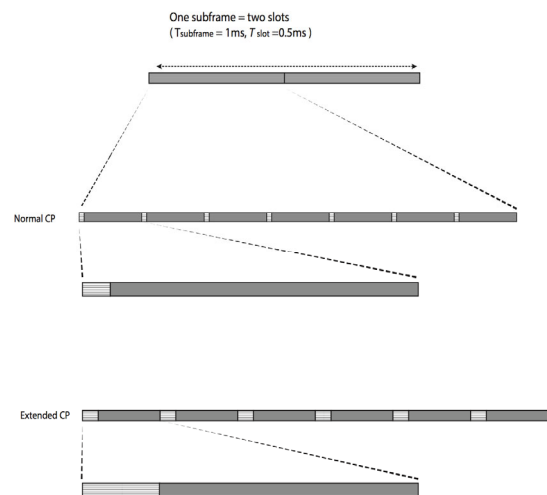 One subframe = two slots
( Tsubframe = 1ms, T slot =0.5ms )
Normal CP
Extended CP